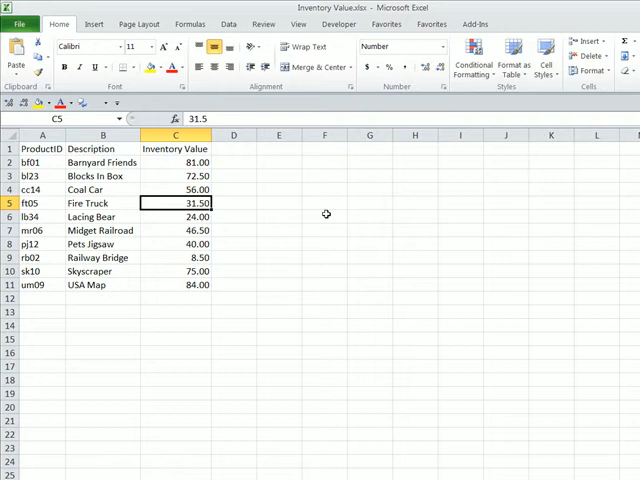 Inventory Value.xlsx - Microsoft Excel
File Home Insert Page Layout Formulas Data Review View Developer Favorites Favorites Add-Ins
Paste
Clipboard
Calibri 11
B I U
Font
Wrap Text
Merge & Center
Alignment
Number
$ % ,
Number
Conditional Formatting
Format as Table
Cell Styles
Styles
Insert
Delete
Format
Cells
C5 fx 31.5
A B C D E F G H I J K L
1 ProductID Description Inventory Value
2 bf01 Barnyard Friends 81.00
3 bl23 Blocks In Box 72.50
4 cc14 Coal Car 56.00
5 ft05 Fire Truck 31.50
6 lb34 Lacing Bear 24.00
7 mr06 Midget Railroad 46.50
8 pj12 Pets Jigsaw 40.00
9 rb02 Railway Bridge 8.50
10 sk10 Skyscraper 75.00
11 um09 USA Map 84.00
12
13
14
15
16
17
18
19
20
21
22
23
24
25